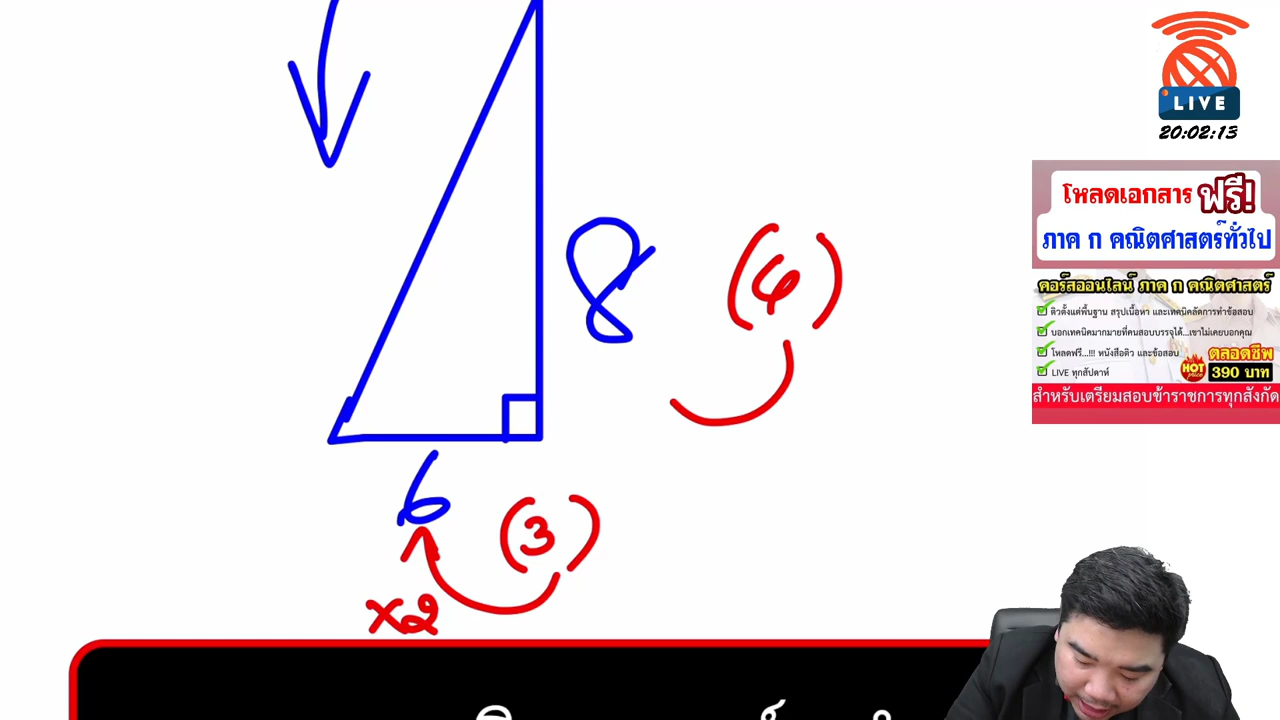 LIVE
20:02:13
โหลดเอกสาร ฟรี!
ภาค ก คณิตศาสตร์ทั่วไป
คอร์สออนไลน์ ภาค ก คณิตศาสตร์
ติวตั้งแต่พื้นฐาน สรุปเนื้อหา และเทคนิคลัดการทำข้อสอบ
บอกเทคนิคมากมายที่คนสอบบรรจุได้...เขาไม่เคยบอกคุณ
โหลดฟรี...!!! หนังสือติว และข้อสอบ
LIVE ทุกสัปดาห์
HOT price
ตลอดชีพ
390 บาท
สำหรับเตรียมสอบข้าราชการทุกสังกัด
8 (4)
6 (3)
x2